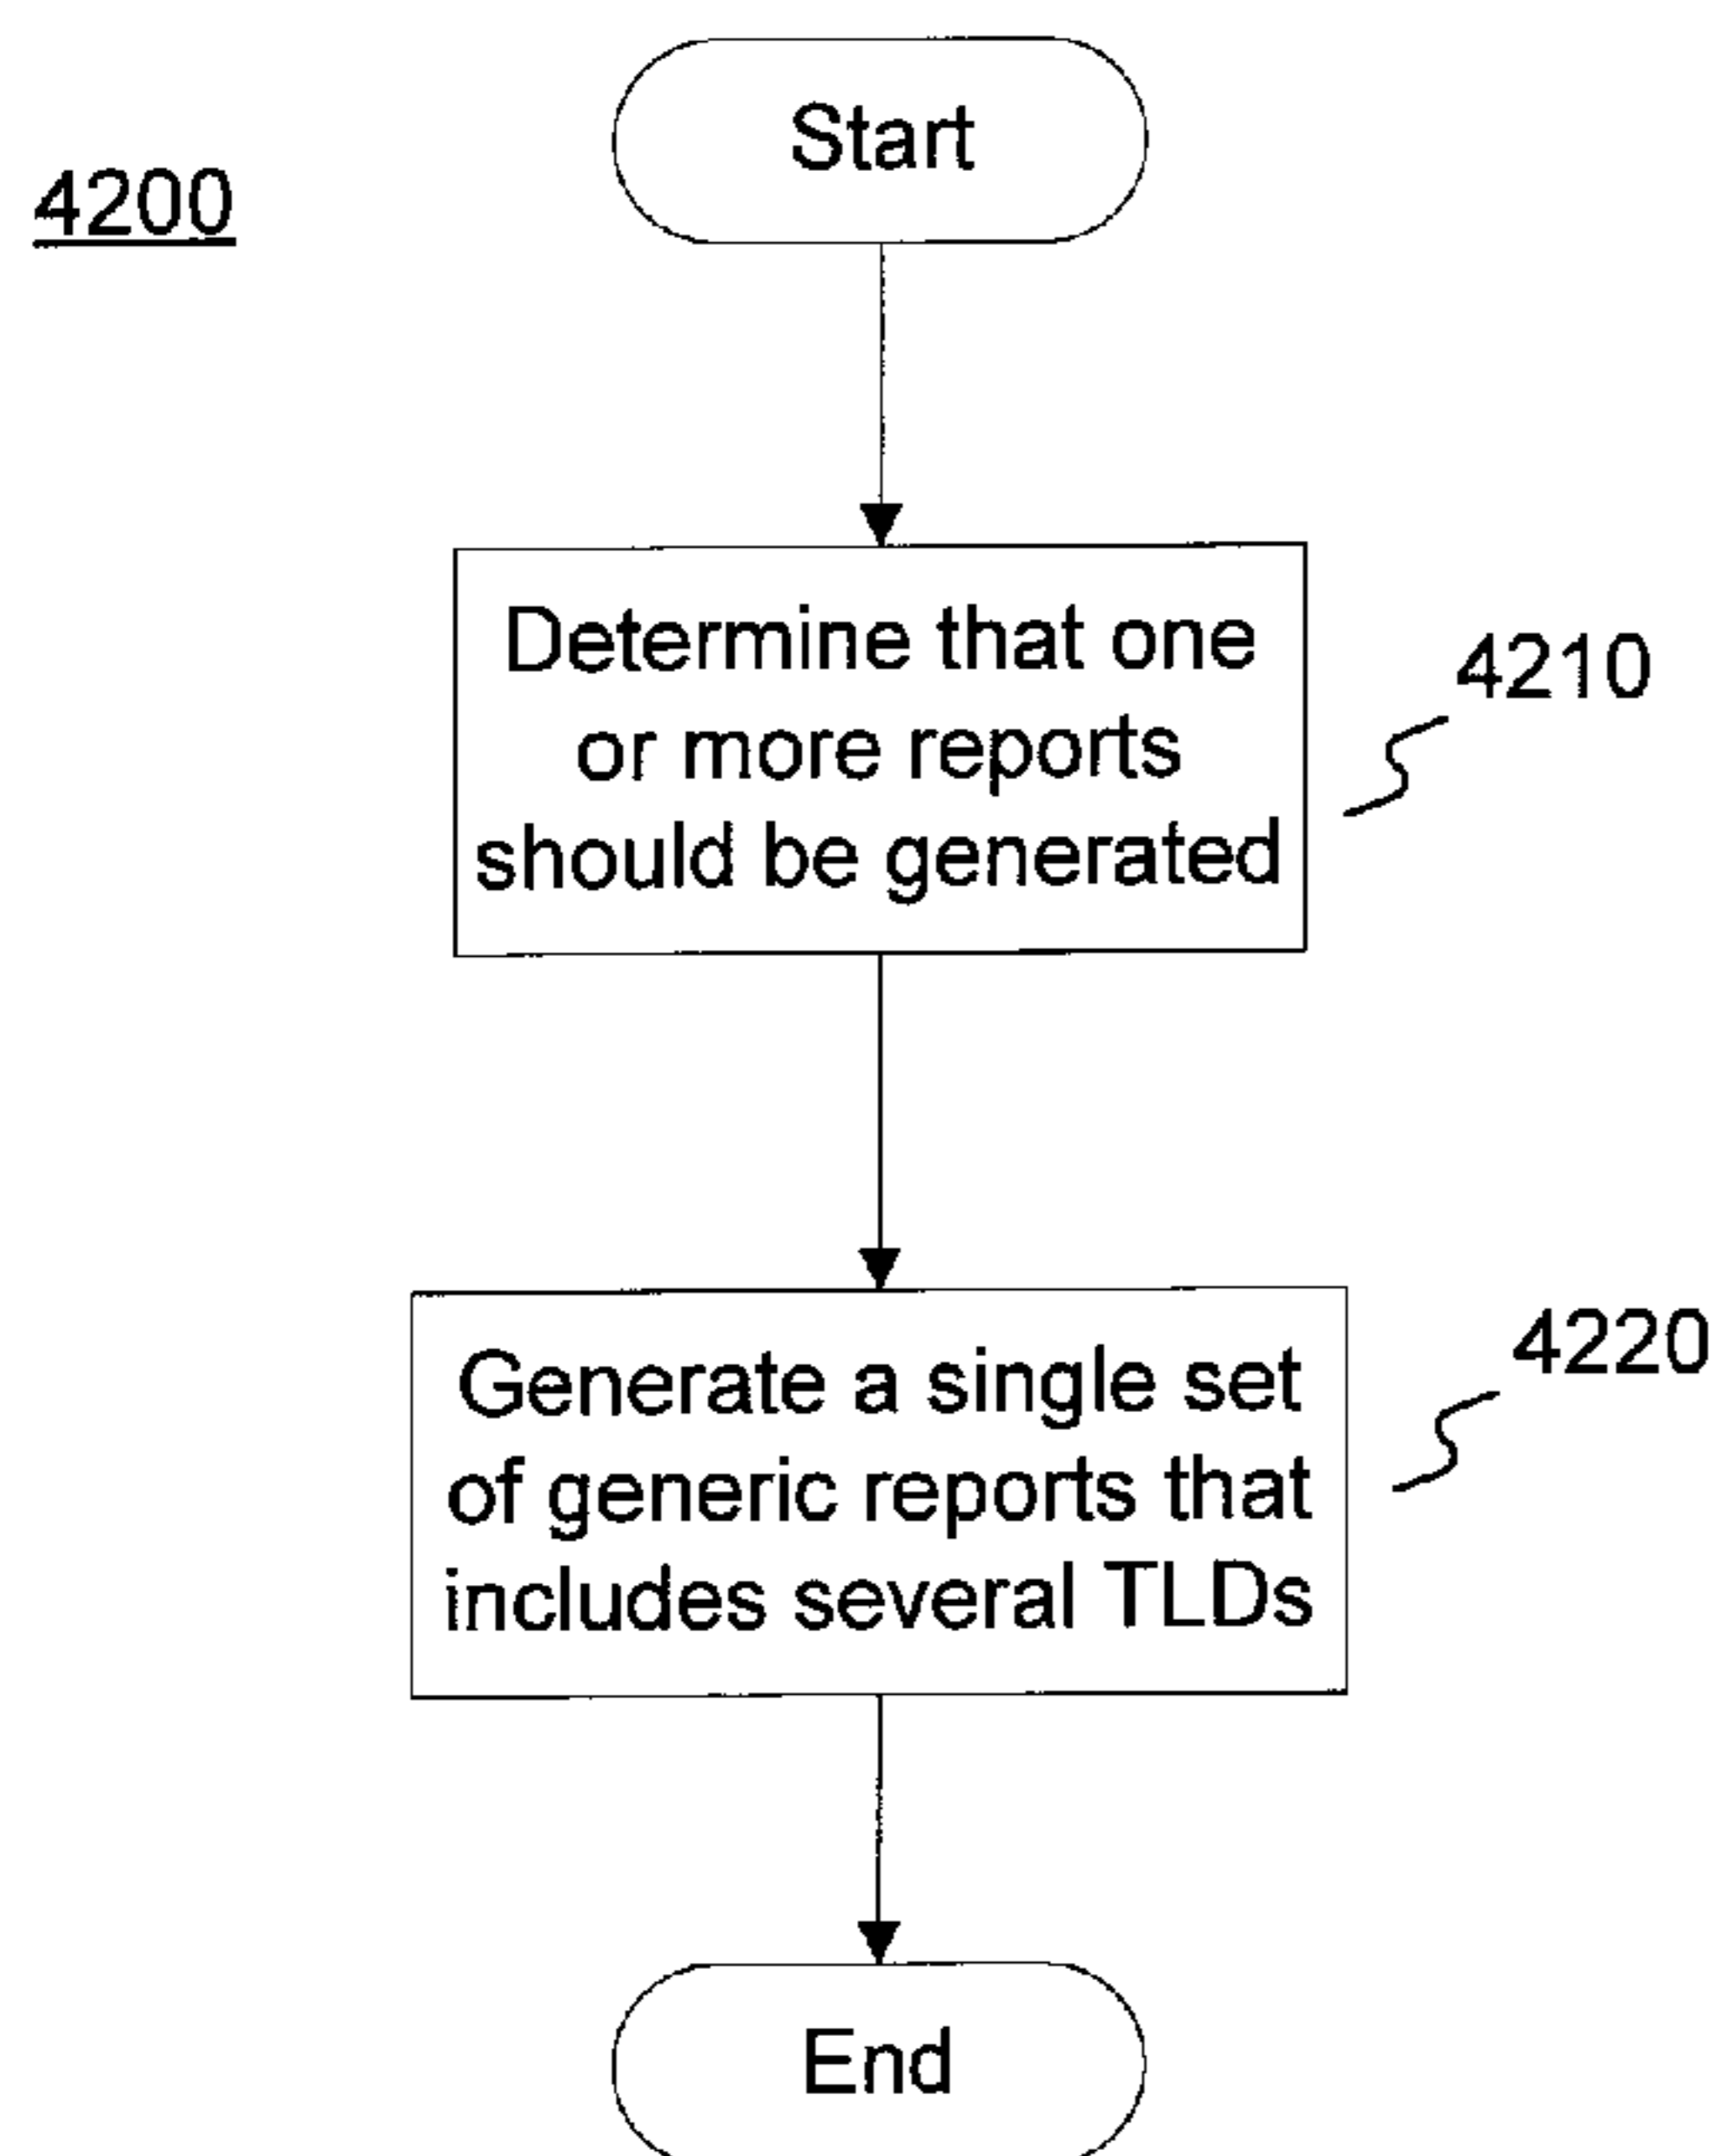 Start
4200
Determine that one
or more reports
should be generated
4210
Generate a single set
of generic reports that
includes several TLDs
4220
End